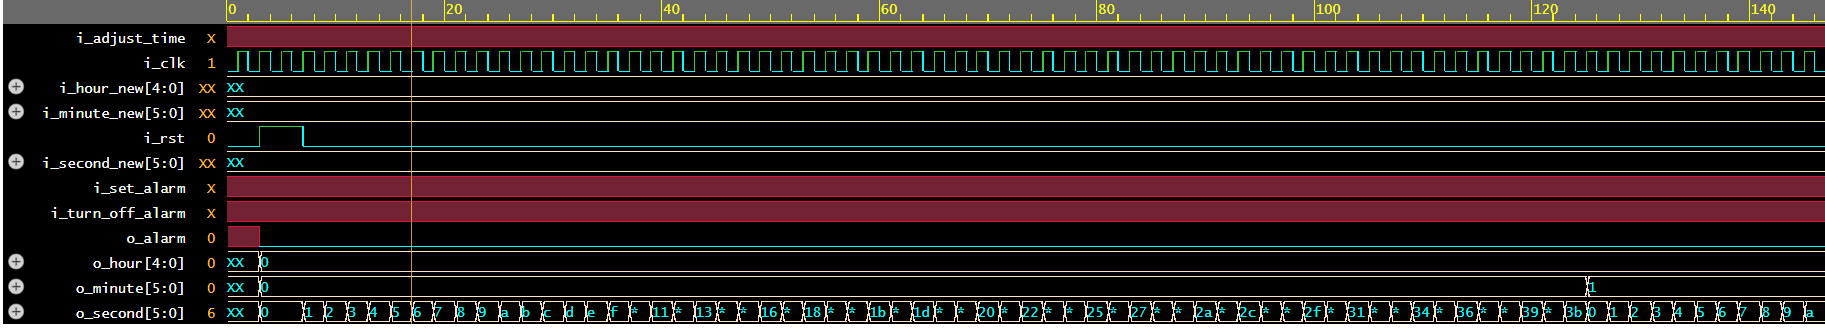 0 20 40 60 80 100 120 140
i_adjust_time X
i_clk 1
i_hour_new[4:0] XX XX
i_minute_new[5:0] XX XX
i_rst 0
i_second_new[5:0] XX XX
i_set_alarm X
i_turn_off_alarm X
o_alarm 0
o_hour[4:0] 0 XX 0
o_minute[5:0] 0 XX 0 1
o_second[5:0] 6 XX 0 1 2 3 4 5 6 7 8 9 a b c d e f * 11 * 13 * * 16 * 18 * * 1b * 1d * * 20 * 22 * * 25 * 27 * * 2a * 2c * * 2f * 31 * * 34 * 36 * * 39 * 3b 0 1 2 3 4 5 6 7 8 9 a